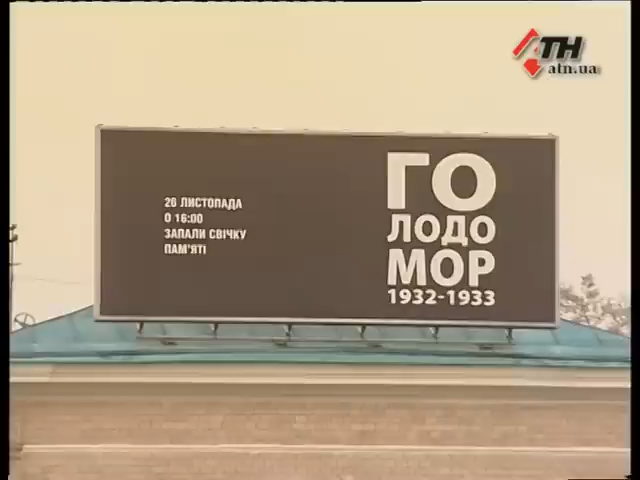 АТН
atn.ua
26 ЛИСТОПАДА
О 16:00
ЗАПАЛИ СВІЧКУ
ПАМ'ЯТІ
ГО
ЛОДО
МОР
1932-1933